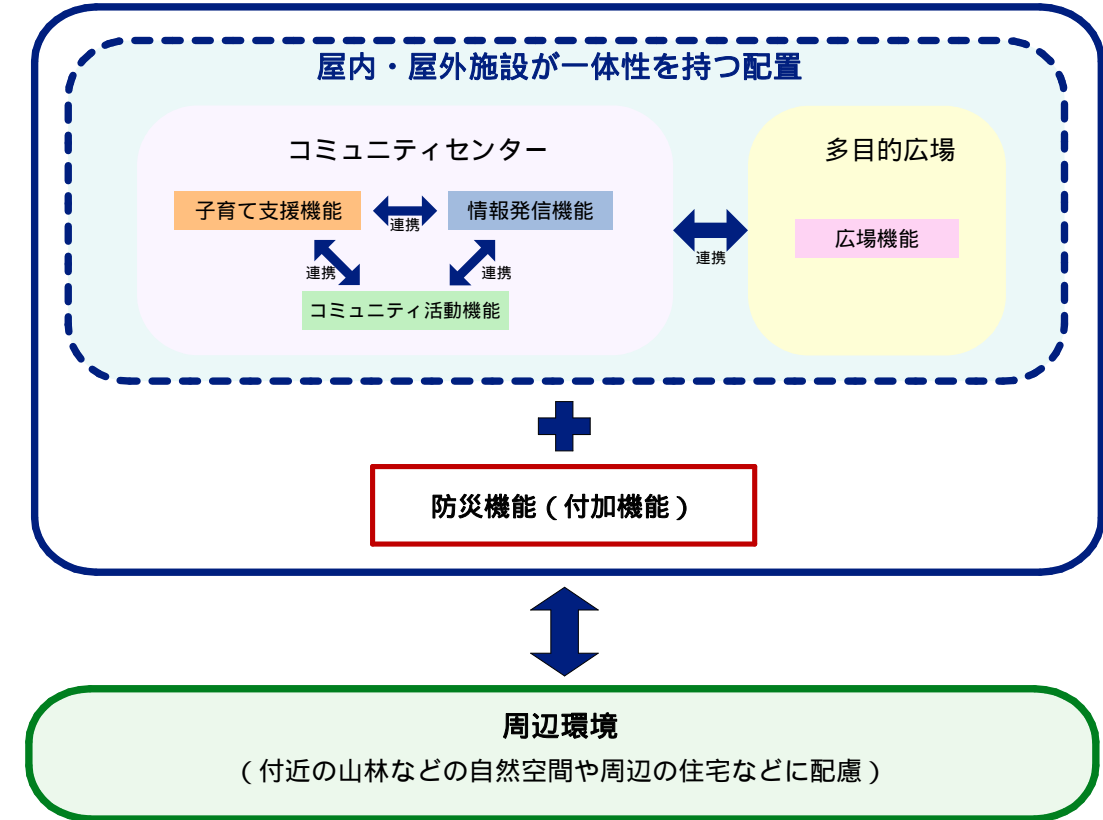 屋内・屋外施設が一体性を持つ配置
コミュニティセンター
多目的広場
子育て支援機能
連携
情報発信機能
連携
連携
コミュニティ活動機能
連携
広場機能
防災機能（付加機能）
周辺環境
（付近の山林などの自然空間や周辺の住宅などに配慮）